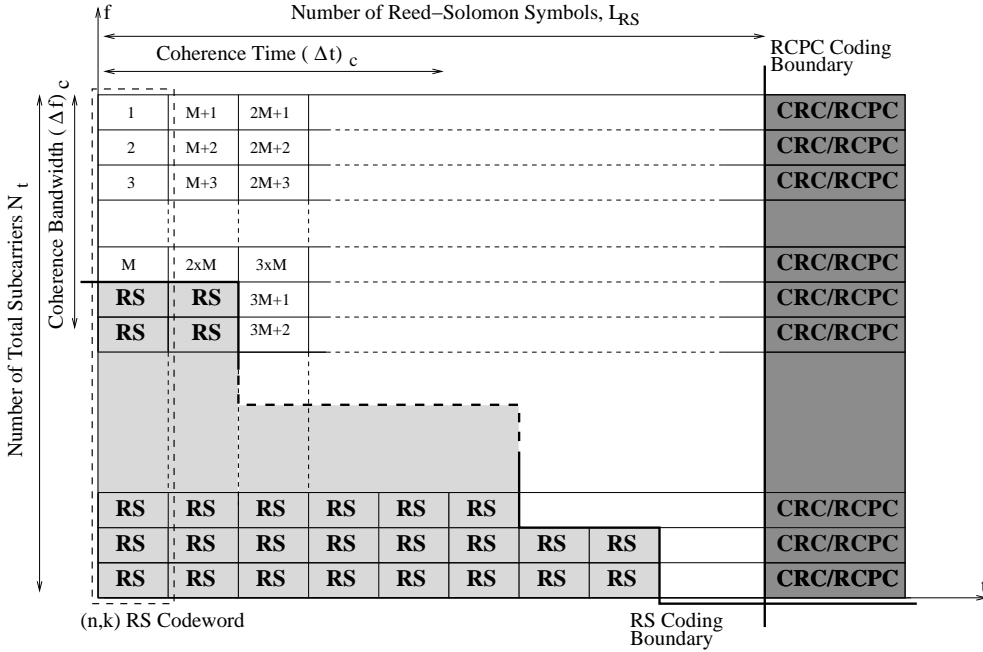 f
Number of Reed–Solomon Symbols, L_RS
RCPC Coding
Boundary
Coherence Time ( Δt)_c
Number of Total Subcarriers N_t
Coherence Bandwidth ( Δf)_c
1 M+1 2M+1 CRC/RCPC
2 M+2 2M+2 CRC/RCPC
3 M+3 2M+3 CRC/RCPC
M 2xM 3xM CRC/RCPC
RS RS 3M+1 CRC/RCPC
RS RS 3M+2 CRC/RCPC
RS RS RS RS RS RS CRC/RCPC
RS RS RS RS RS RS RS RS CRC/RCPC
RS RS RS RS RS RS RS RS CRC/RCPC
t
(n,k) RS Codeword
RS Coding
Boundary